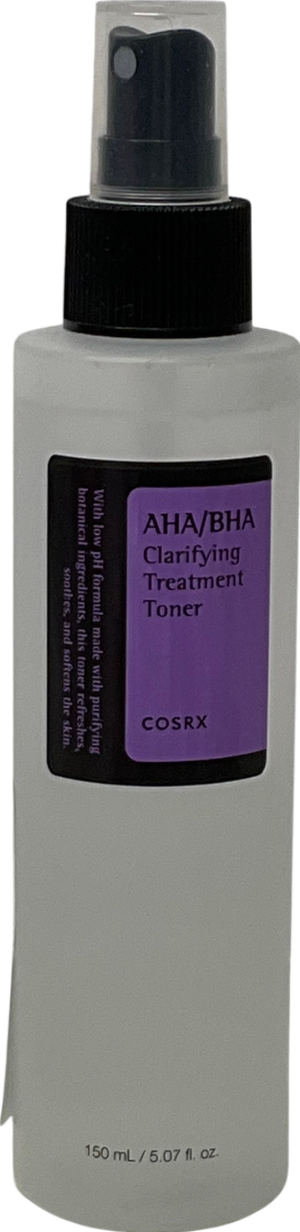 AHA/BHA
Clarifying
Treatment
Toner
COSRX
With low pH formula made with purifying
botanical ingredients, this toner refreshes,
soothes, and softens the skin.
150 mL / 5.07 fl. oz.